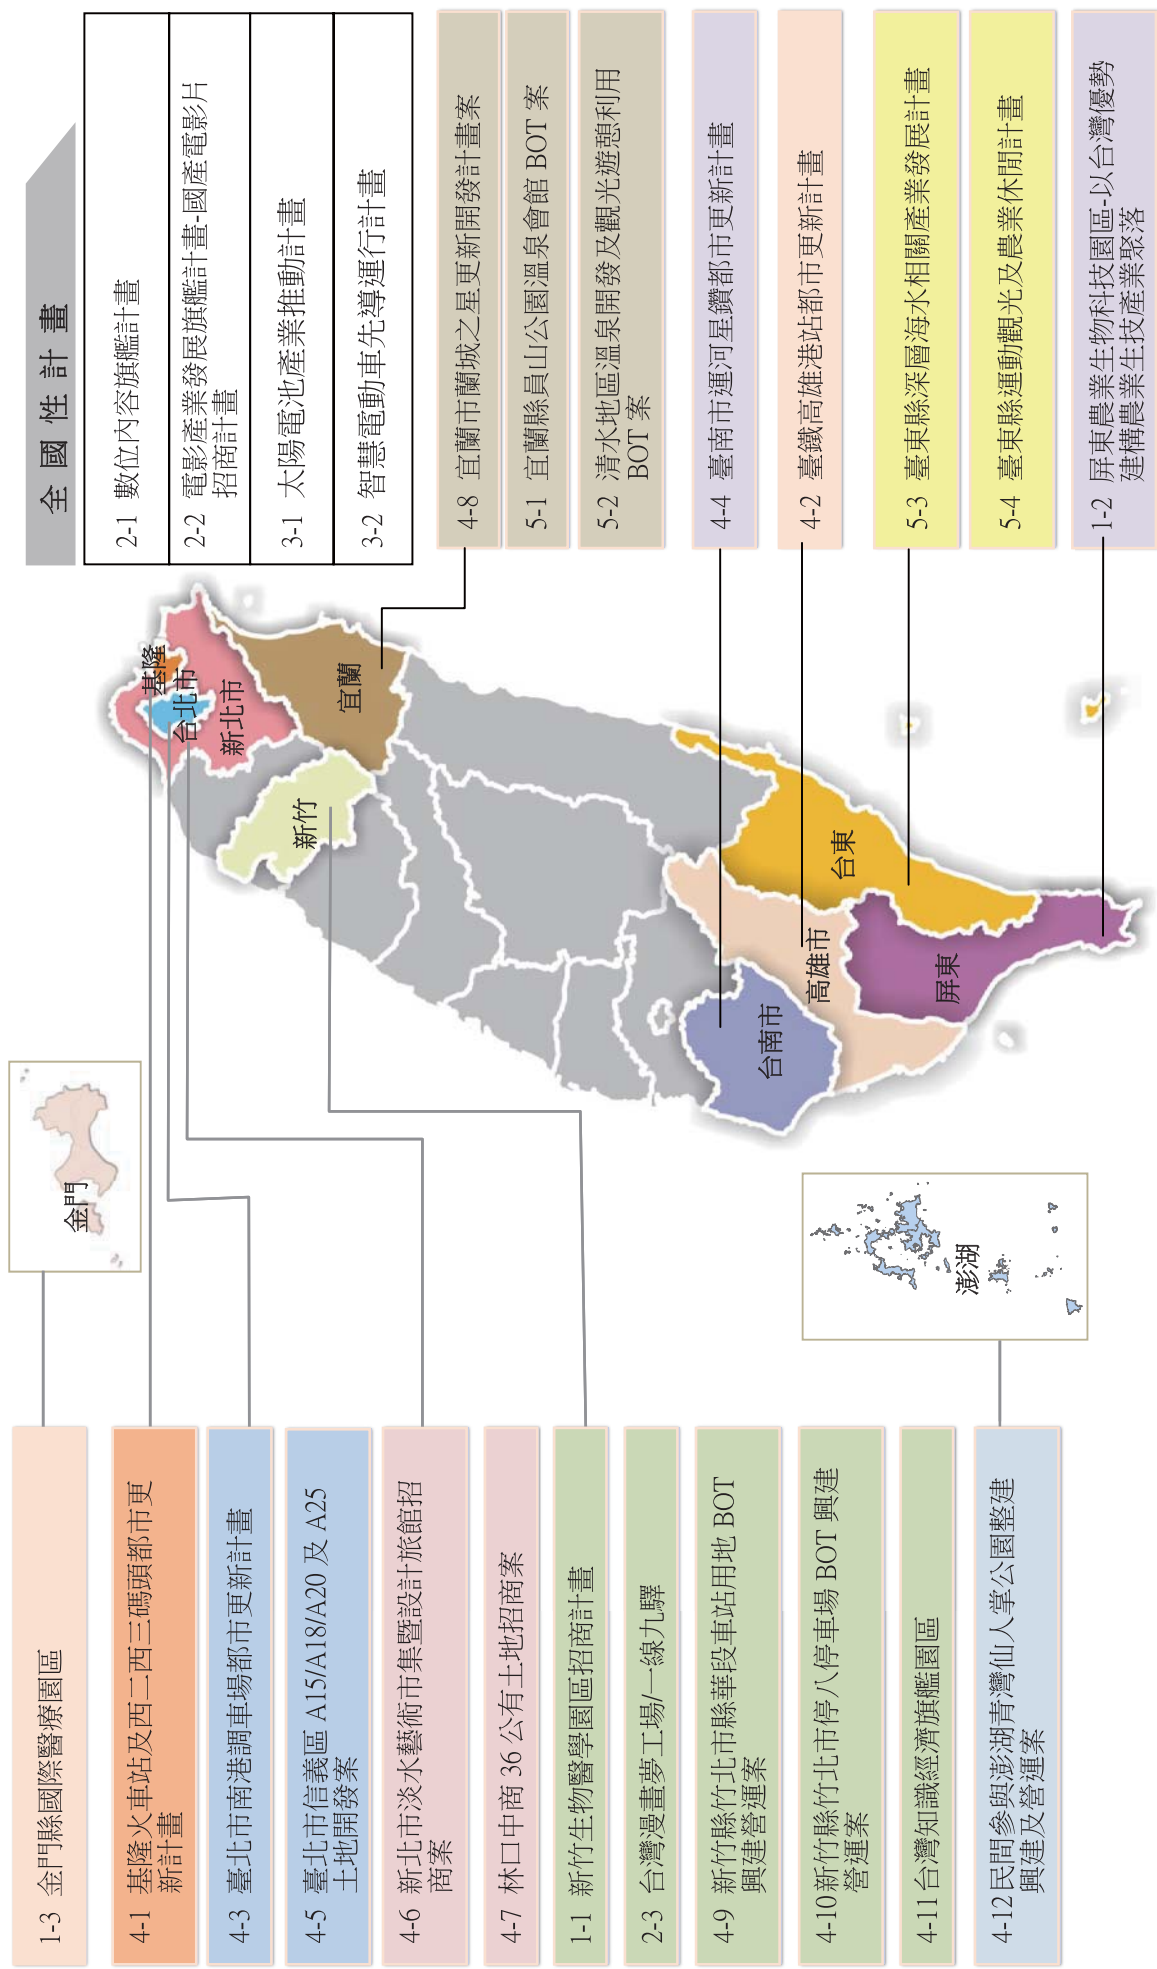 1-3 金門縣國際醫療園區
4-1 基隆火車站及西二西三碼頭都市更
新計畫
4-3 臺北市南港調車場都市更新計畫
4-5 臺北市信義區 A15/A18/A20 及 A25
土地開發案
4-6 新北市淡水藝術市集暨設計旅館招
商案
4-7 林口中商 36 公有土地招商案
1-1 新竹生物醫學園區招商計畫
2-3 台灣漫畫夢工場/一線九驛
4-9 新竹縣竹北市縣華段車站用地 BOT
興建營運案
4-10新竹縣竹北市停八停車場 BOT 興建
營運案
4-11台灣知識經濟旗艦園區
4-12民間參與澎湖青灣仙人掌公園整建
興建及營運案
金門
澎湖
基隆
台北市
新北市
宜蘭
新竹
台東
高雄市
屏東
台南市
全國性計畫
2-1 數位內容旗艦計畫
2-2 電影產業發展旗艦計畫-國產電影片
招商計畫
3-1 太陽電池產業推動計畫
3-2 智慧電動車先導運行計畫
4-8 宜蘭市蘭城之星更新開發計畫案
5-1 宜蘭縣員山公園溫泉會館 BOT 案
5-2 清水地區溫泉開發及觀光遊憩利用
BOT 案
4-4 臺南市運河星鑽都市更新計畫
4-2 臺鐵高雄港站都市更新計畫
5-3 臺東縣深層海水相關產業發展計畫
5-4 臺東縣運動觀光及農業休閒計畫
1-2 屏東農業生物科技園區-以台灣優勢
建構農業生技產業聚落